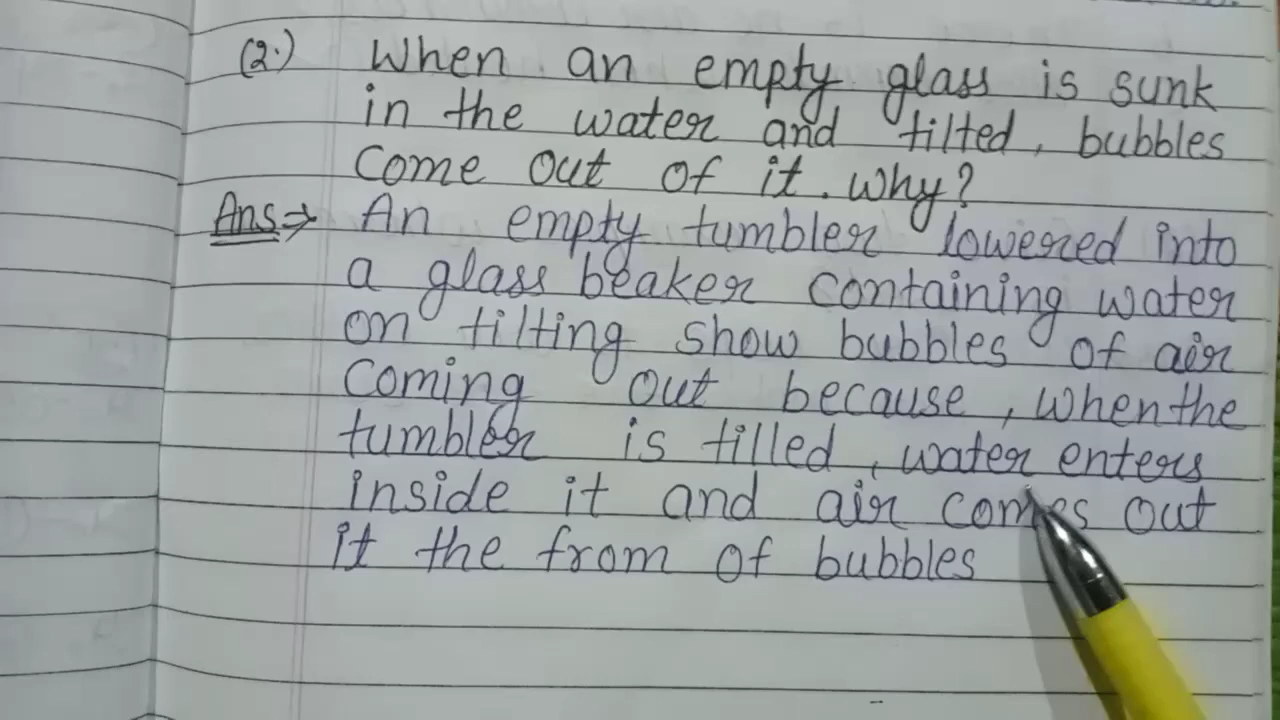 (2.) When an empty glass is sunk
in the water and tilted, bubbles
come out of it. Why?
Ans⇒ An empty tumbler lowered into
a glass beaker containing water
on tilting show bubbles of air
coming out because, when the
tumbler is tilled, water enters
inside it and air comes out
it the from of bubbles